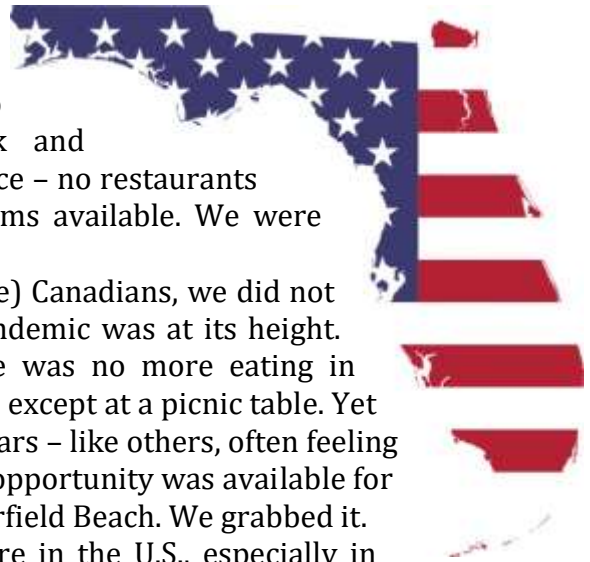 and
ce – no restaurants
ms available. We were
e) Canadians, we did not
ndemic was at its height.
e was no more eating in
except at a picnic table. Yet
ars – like others, often feeling
opportunity was available for
rfield Beach. We grabbed it.
re in the U.S., especially in